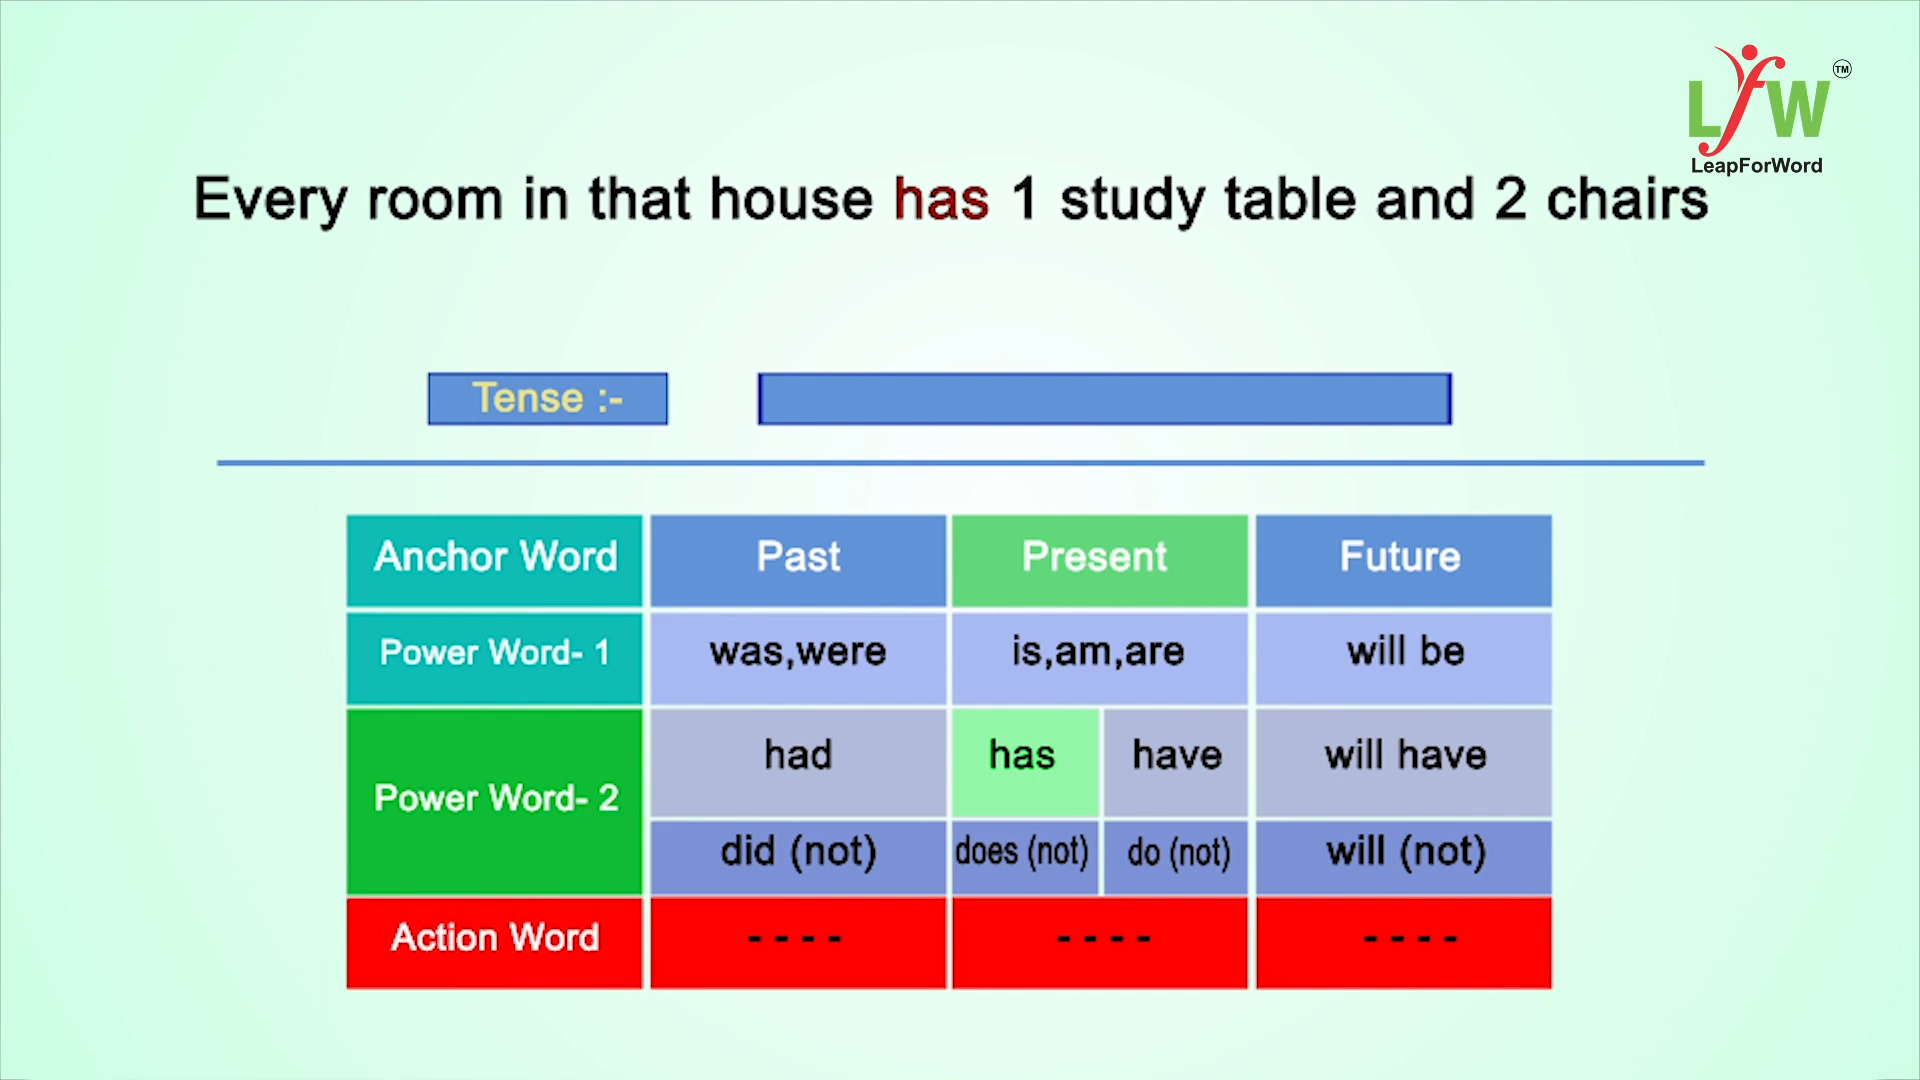 LfW TM
LeapForWord
Every room in that house has 1 study table and 2 chairs
Tense :-
Anchor Word Past Present Future
Power Word- 1 was,were is,am,are will be
Power Word- 2 had has have will have
did (not) does (not) do (not) will (not)
Action Word - - - - - - - - - - - -